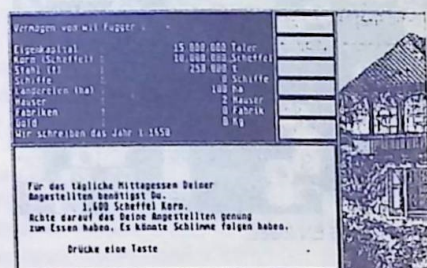 Vermögen von wil Fugger :
Eigenkapital : 15.000.000 Taler
Korn (Scheffel) : 10.000.000 Scheffel
Stahl (t) : 250.000 t
Schiffe : 0 Schiffe
Ländereien (ha) : 100 ha
Häuser : 2 Häuser
Fabriken : 0 Fabrik
Gold : 0 Kg
Wir schreiben das Jahr : 1650
Für das tägliche Mittagessen Deiner
Angestellten benötigst Du.
1.600 Scheffel Korn.
Achte darauf das Deine Angestellten genung
zum Essen haben. Es könnte Schlimme folgen haben.
Drücke eine Taste